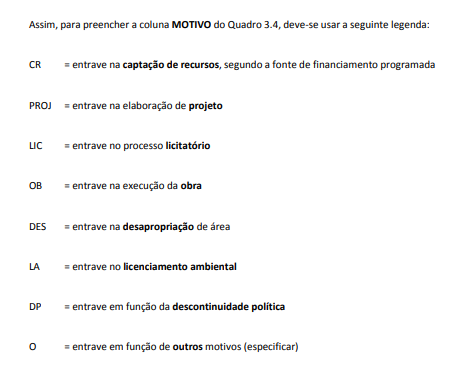 Assim, para preencher a coluna MOTIVO do Quadro 3.4, deve-se usar a seguinte legenda:
CR = entrave na captação de recursos, segundo a fonte de financiamento programada
PROJ = entrave na elaboração de projeto
LIC = entrave no processo licitatório
OB = entrave na execução da obra
DES = entrave na desapropriação de área
LA = entrave no licenciamento ambiental
DP = entrave em função da descontinuidade política
O = entrave em função de outros motivos (especificar)